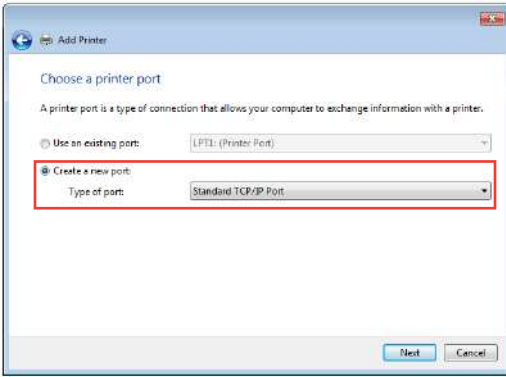 Add Printer
Choose a printer port
A printer port is a type of connection that allows your computer to exchange information with a printer.
Use an existing port: LPT1: (Printer Port)
Create a new port:
Type of port: Standard TCP/IP Port
Next Cancel